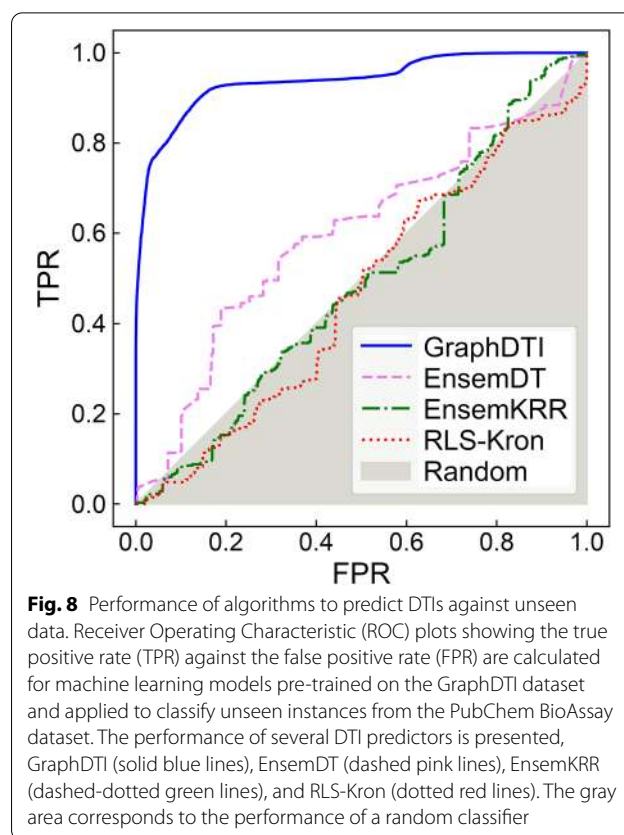 1.0
0.8
0.6
0.4
0.2
0.0
TPR
GraphDTI
EnsemDT
EnsemKRR
RLS-Kron
Random
0.0 0.2 0.4 0.6 0.8 1.0
FPR
Fig. 8 Performance of algorithms to predict DTIs against unseen
data. Receiver Operating Characteristic (ROC) plots showing the true
positive rate (TPR) against the false positive rate (FPR) are calculated
for machine learning models pre-trained on the GraphDTI dataset
and applied to classify unseen instances from the PubChem BioAssay
dataset. The performance of several DTI predictors is presented,
GraphDTI (solid blue lines), EnsemDT (dashed pink lines), EnsemKRR
(dashed-dotted green lines), and RLS-Kron (dotted red lines). The gray
area corresponds to the performance of a random classifier